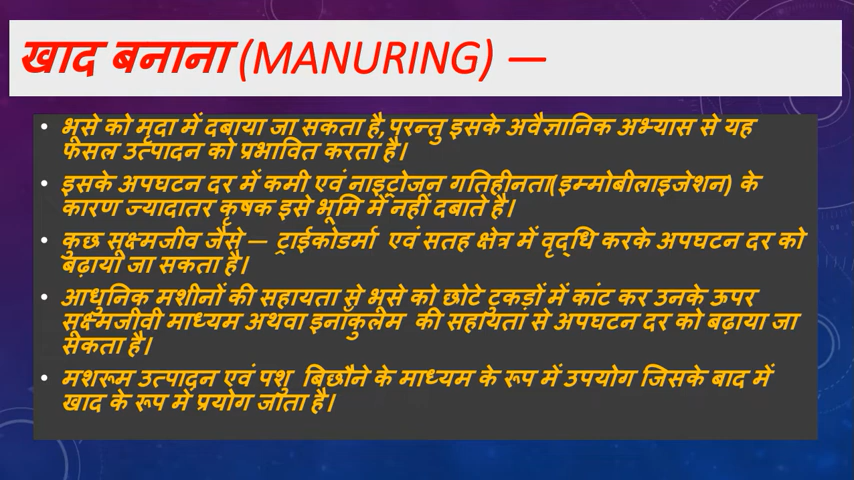 खाद बनाना (MANURING) —
• भूसे को मृदा में दबाया जा सकता है, परन्तु इसके अवैज्ञानिक अभ्यास से यह
फसल उत्पादन को प्रभावित करता है।
• इसके अपघटन दर में कमी एवं नाइट्रोजन गतिहीनता(इम्मोबीलाइजेशन) के
कारण ज्यादातर कृषक इसे भूमि में नहीं दबाते है।
• कुछ सूक्ष्मजीव जैसे — ट्राईकोडर्मा एवं सतह क्षेत्र में वृद्धि करके अपघटन दर को
बढ़ाया जा सकता है।
• आधुनिक मशीनों की सहायता से भूसे को छोटे टुकड़ों में कांट कर उनके ऊपर
सूक्ष्मजीवी माध्यम अथवा इनॉकुलम की सहायता से अपघटन दर को बढ़ाया जा
सकता है।
• मशरूम उत्पादन एवं पशु बिछौने के माध्यम के रूप में उपयोग जिसके बाद में
खाद के रूप में प्रयोग जाता है।